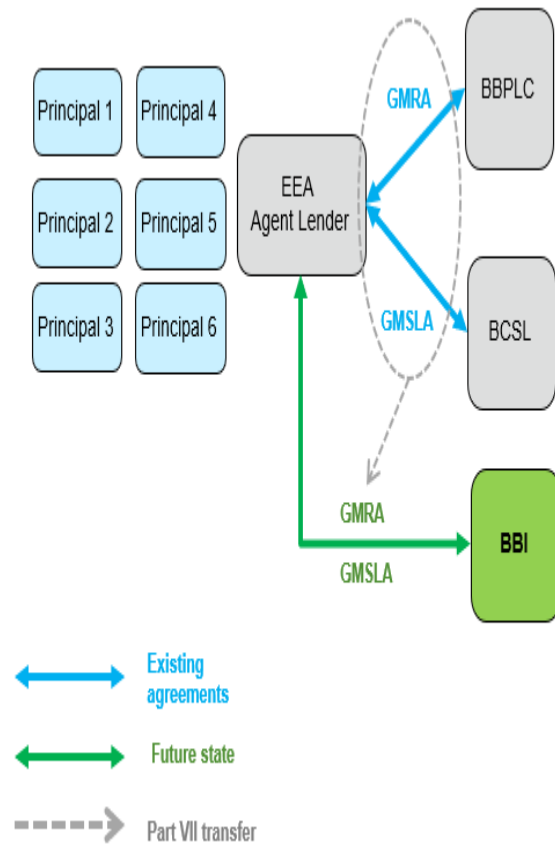 Principal 1
Principal 4
Principal 2
Principal 5
Principal 3
Principal 6
EEA
Agent Lender
GMRA
GMSLA
BBPLC
BCSL
GMRA
GMSLA
BBI
Existing
agreements
Future state
Part VII transfer